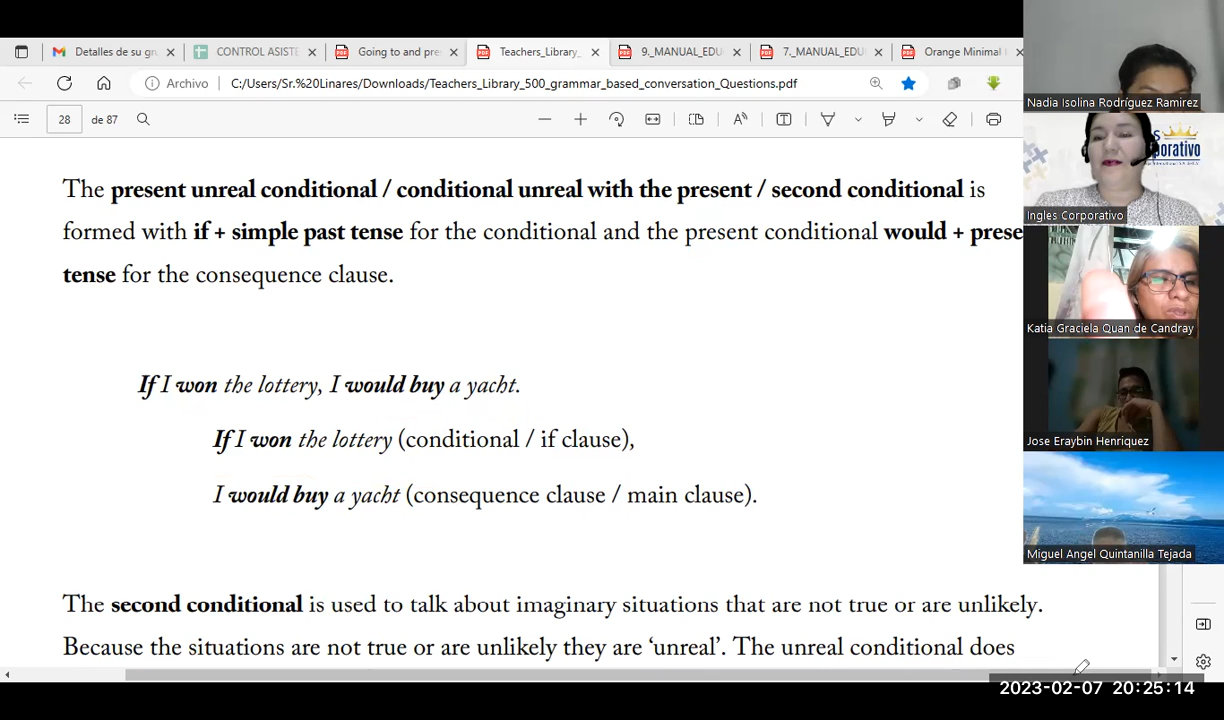 Detalles de su gru
CONTROL ASISTE
Going to and pres
Teachers_Library_
9._MANUAL_EDU
7._MANUAL_EDU
Orange Minimal
Archivo
C:/Users/Sr.%20Linares/Downloads/Teachers_Library_500_grammar_based_conversation_Questions.pdf
28 de 87
The present unreal conditional / conditional unreal with the present / second conditional is
formed with if + simple past tense for the conditional and the present conditional would + prese
tense for the consequence clause.
If I won the lottery, I would buy a yacht.
If I won the lottery (conditional / if clause),
I would buy a yacht (consequence clause / main clause).
The second conditional is used to talk about imaginary situations that are not true or are unlikely.
Because the situations are not true or are unlikely they are ‘unreal’. The unreal conditional does
Nadia Isolina Rodríguez Ramirez
Ingles Corporativo
Katia Graciela Quan de Candray
Jose Eraybin Henriquez
Miguel Angel Quintanilla Tejada
2023-02-07 20:25:14